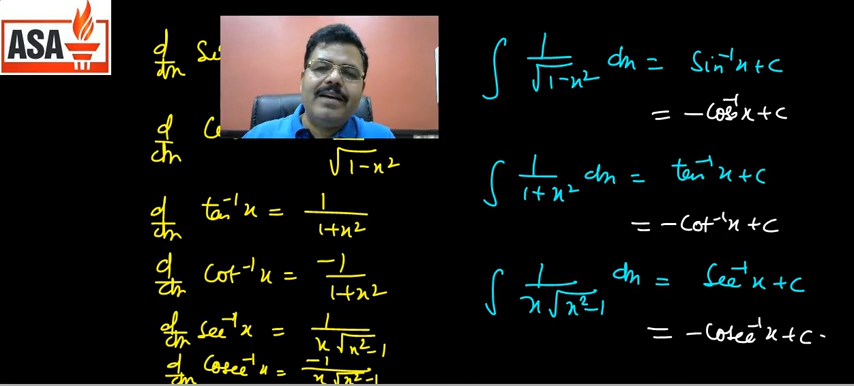 ASA
d/dx Si
d/dx Co
√1-x²
d/dx tan⁻¹x = 1/1+x²
d/dx Cot⁻¹x = -1/1+x²
d/dx Sec⁻¹x = 1/x√x²-1
d/dx Cosec⁻¹x = -1/x√x²-1
∫ 1/√1-x² dx = Sin⁻¹x+c
= -Cos⁻¹x+c
∫ 1/1+x² dx = tan⁻¹x+c
= -Cot⁻¹x+c
∫ 1/x√x²-1 dx = Sec⁻¹x+c
= -Cosec⁻¹x+c.